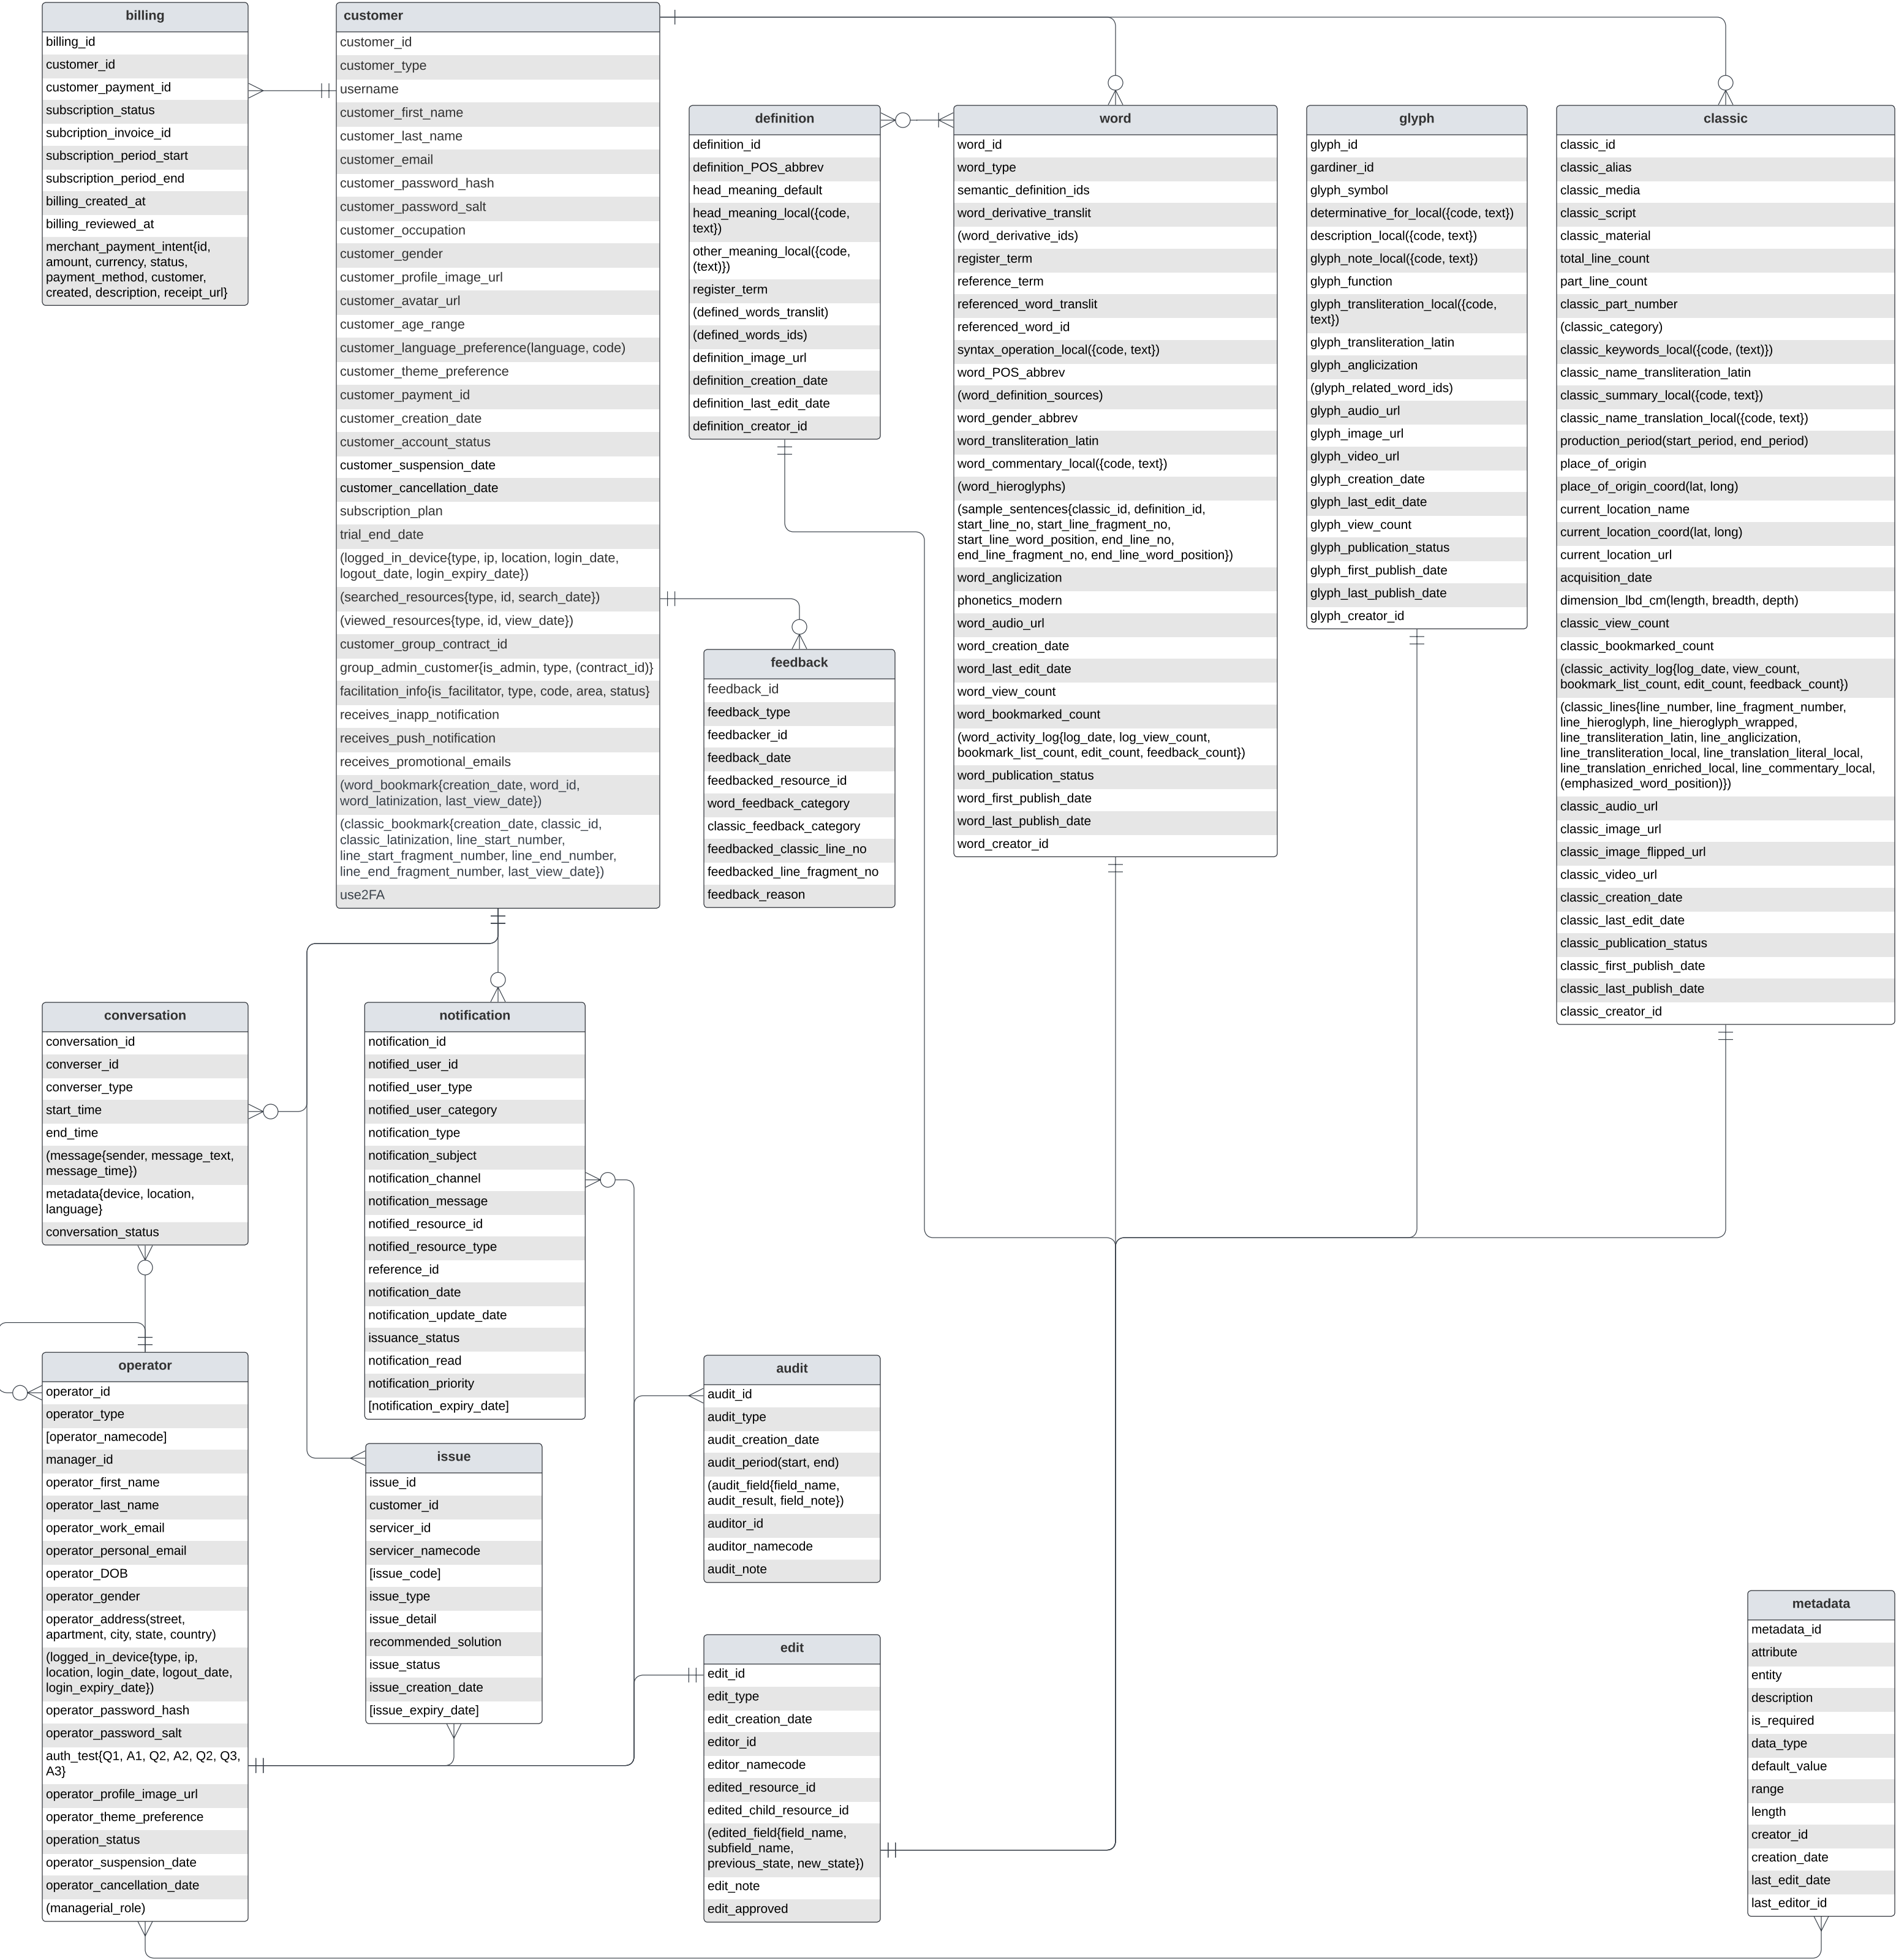 billing
billing_id
customer_id
customer_payment_id
subscription_status
subcription_invoice_id
subscription_period_start
subscription_period_end
billing_created_at
billing_reviewed_at
merchant_payment_intent{id,
amount, currency, status,
payment_method, customer,
created, description, receipt_url}
customer
customer_id
customer_type
username
customer_first_name
customer_last_name
customer_email
customer_password_hash
customer_password_salt
customer_occupation
customer_gender
customer_profile_image_url
customer_avatar_url
customer_age_range
customer_language_preference(language, code)
customer_theme_preference
customer_payment_id
customer_creation_date
customer_account_status
customer_suspension_date
customer_cancellation_date
subscription_plan
trial_end_date
(logged_in_device{type, ip, location, login_date,
logout_date, login_expiry_date})
(searched_resources{type, id, search_date})
(viewed_resources{type, id, view_date})
customer_group_contract_id
group_admin_customer{is_admin, type, (contract_id)}
facilitation_info{is_facilitator, type, code, area, status}
receives_inapp_notification
receives_push_notification
receives_promotional_emails
(word_bookmark{creation_date, word_id,
word_latinization, last_view_date})
(classic_bookmark{creation_date, classic_id,
classic_latinization, line_start_number,
line_start_fragment_number, line_end_number,
line_end_fragment_number, last_view_date})
use2FA
definition
definition_id
definition_POS_abbrev
head_meaning_default
head_meaning_local({code,
text})
other_meaning_local({code,
(text)})
register_term
(defined_words_translit)
(defined_words_ids)
definition_image_url
definition_creation_date
definition_last_edit_date
definition_creator_id
word
word_id
word_type
semantic_definition_ids
word_derivative_translit
(word_derivative_ids)
register_term
reference_term
referenced_word_translit
referenced_word_id
syntax_operation_local({code, text})
word_POS_abbrev
(word_definition_sources)
word_gender_abbrev
word_transliteration_latin
word_commentary_local({code, text})
(word_hieroglyphs)
(sample_sentences{classic_id, definition_id,
start_line_no, start_line_fragment_no,
start_line_word_position, end_line_no,
end_line_fragment_no, end_line_word_position})
word_anglicization
phonetics_modern
word_audio_url
word_creation_date
word_last_edit_date
word_view_count
word_bookmarked_count
(word_activity_log{log_date, log_view_count,
bookmark_list_count, edit_count, feedback_count})
word_publication_status
word_first_publish_date
word_last_publish_date
word_creator_id
glyph
glyph_id
gardiner_id
glyph_symbol
determinative_for_local({code, text})
description_local({code, text})
glyph_note_local({code, text})
glyph_function
glyph_transliteration_local({code,
text})
glyph_transliteration_latin
glyph_anglicization
(glyph_related_word_ids)
glyph_audio_url
glyph_image_url
glyph_video_url
glyph_creation_date
glyph_last_edit_date
glyph_view_count
glyph_publication_status
glyph_first_publish_date
glyph_last_publish_date
glyph_creator_id
classic
classic_id
classic_alias
classic_media
classic_script
classic_material
total_line_count
part_line_count
classic_part_number
(classic_category)
classic_keywords_local({code, (text)})
classic_name_transliteration_latin
classic_summary_local({code, text})
classic_name_translation_local({code, text})
production_period(start_period, end_period)
place_of_origin
place_of_origin_coord(lat, long)
current_location_name
current_location_coord(lat, long)
current_location_url
acquisition_date
dimension_lbd_cm(length, breadth, depth)
classic_view_count
classic_bookmarked_count
(classic_activity_log{log_date, view_count,
bookmark_list_count, edit_count, feedback_count})
(classic_lines{line_number, line_fragment_number,
line_hieroglyph, line_hieroglyph_wrapped,
line_transliteration_latin, line_anglicization,
line_transliteration_local, line_translation_literal_local,
line_translation_enriched_local, line_commentary_local,
(emphasized_word_position)})
classic_audio_url
classic_image_url
classic_image_flipped_url
classic_video_url
classic_creation_date
classic_last_edit_date
classic_publication_status
classic_first_publish_date
classic_last_publish_date
classic_creator_id
feedback
feedback_id
feedback_type
feedbacker_id
feedback_date
feedbacked_resource_id
word_feedback_category
classic_feedback_category
feedbacked_classic_line_no
feedbacked_line_fragment_no
feedback_reason
conversation
conversation_id
converser_id
converser_type
start_time
end_time
(message{sender, message_text,
message_time})
metadata{device, location,
language}
conversation_status
notification
notification_id
notified_user_id
notified_user_type
notified_user_category
notification_type
notification_subject
notification_channel
notification_message
notified_resource_id
notified_resource_type
reference_id
notification_date
notification_update_date
issuance_status
notification_read
notification_priority
[notification_expiry_date]
operator
operator_id
operator_type
[operator_namecode]
manager_id
operator_first_name
operator_last_name
operator_work_email
operator_personal_email
operator_DOB
operator_gender
operator_address(street,
apartment, city, state, country)
(logged_in_device{type, ip,
location, login_date, logout_date,
login_expiry_date})
operator_password_hash
operator_password_salt
auth_test{Q1, A1, Q2, A2, Q2, Q3,
A3}
operator_profile_image_url
operator_theme_preference
operation_status
operator_suspension_date
operator_cancellation_date
(managerial_role)
issue
issue_id
customer_id
servicer_id
servicer_namecode
[issue_code]
issue_type
issue_detail
recommended_solution
issue_status
issue_creation_date
[issue_expiry_date]
audit
audit_id
audit_type
audit_creation_date
audit_period(start, end)
(audit_field{field_name,
audit_result, field_note})
auditor_id
auditor_namecode
audit_note
edit
edit_id
edit_type
edit_creation_date
editor_id
editor_namecode
edited_resource_id
edited_child_resource_id
(edited_field{field_name,
subfield_name,
previous_state, new_state})
edit_note
edit_approved
metadata
metadata_id
attribute
entity
description
is_required
data_type
default_value
range
length
creator_id
creation_date
last_edit_date
last_editor_id